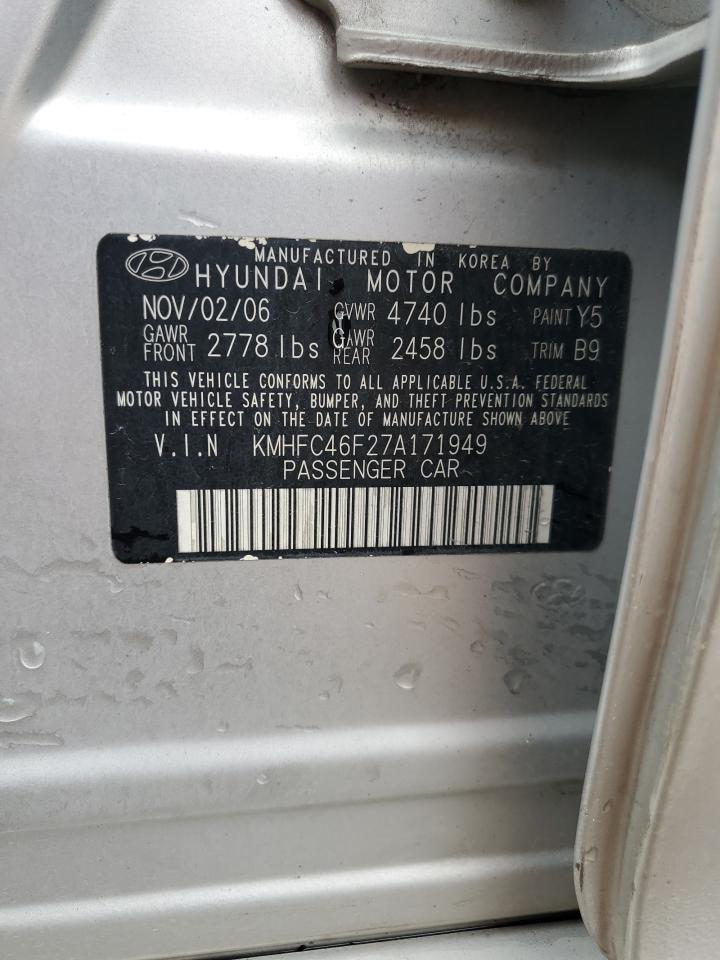 MANUFACTURED IN KOREA BY
HYUNDAI MOTOR COMPANY
NOV/02/06 GVWR 4740 lbs PAINT Y5
GAWR FRONT 2778 lbs GAWR REAR 2458 lbs TRIM B9
THIS VEHICLE CONFORMS TO ALL APPLICABLE U.S.A. FEDERAL
MOTOR VEHICLE SAFETY, BUMPER, AND THEFT PREVENTION STANDARDS
IN EFFECT ON THE DATE OF MANUFACTURE SHOWN ABOVE
V.I.N KMHFC46F27A171949
PASSENGER CAR